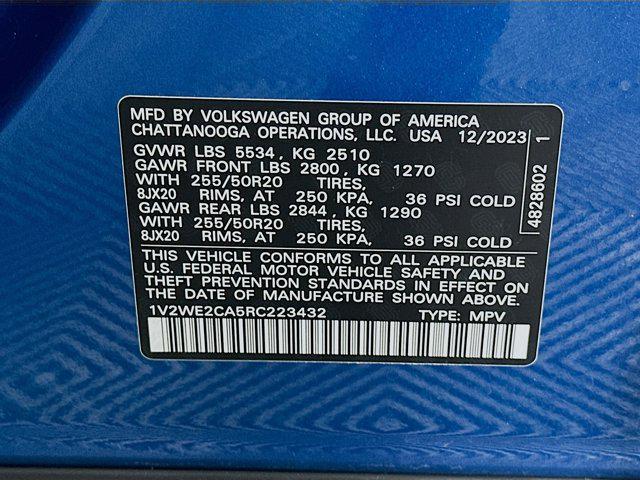 MFD BY VOLKSWAGEN GROUP OF AMERICA
CHATTANOOGA OPERATIONS, LLC. USA 12/2023
GVWR LBS 5534, KG 2510
GAWR FRONT LBS 2800, KG 1270
WITH 255/50R20 TIRES,
8JX20 RIMS, AT 250 KPA, 36 PSI COLD
GAWR REAR LBS 2844, KG 1290
WITH 255/50R20 TIRES,
8JX20 RIMS, AT 250 KPA, 36 PSI COLD
THIS VEHICLE CONFORMS TO ALL APPLICABLE
U.S. FEDERAL MOTOR VEHICLE SAFETY AND
THEFT PREVENTION STANDARDS IN EFFECT ON
THE DATE OF MANUFACTURE SHOWN ABOVE.
1V2WE2CA5RC223432 TYPE: MPV
4828602 1